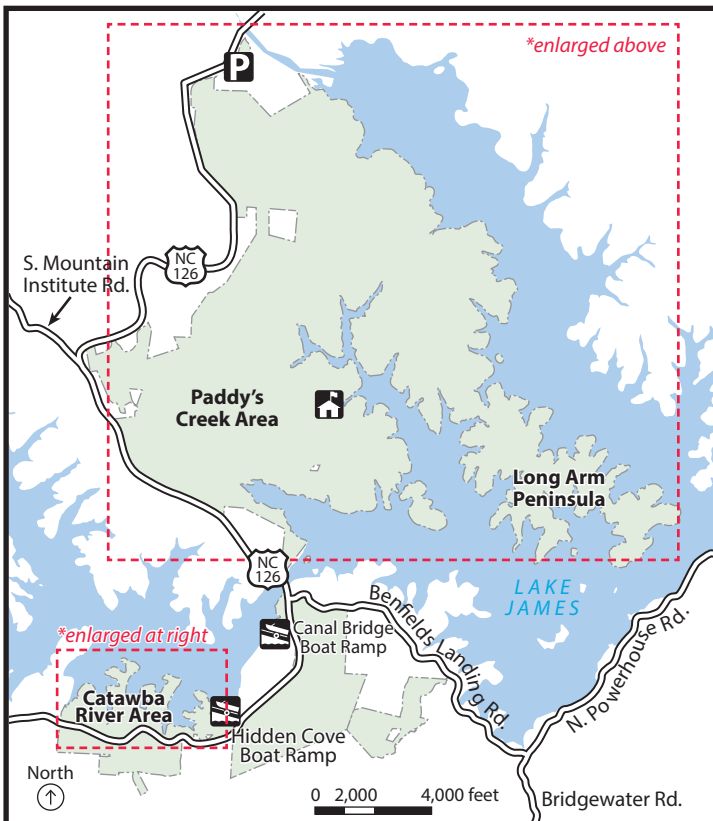 *enlarged above
P
NC
126
S. Mountain
Institute Rd.
Paddy's
Creek Area
Long Arm
Peninsula
NC
126
LAKE
JAMES
Benfields Landing Rd.
N. Powerhouse Rd.
*enlarged at right
Canal Bridge
Boat Ramp
Catawba
River Area
Hidden Cove
Boat Ramp
North
0 2,000 4,000 feet
Bridgewater Rd.